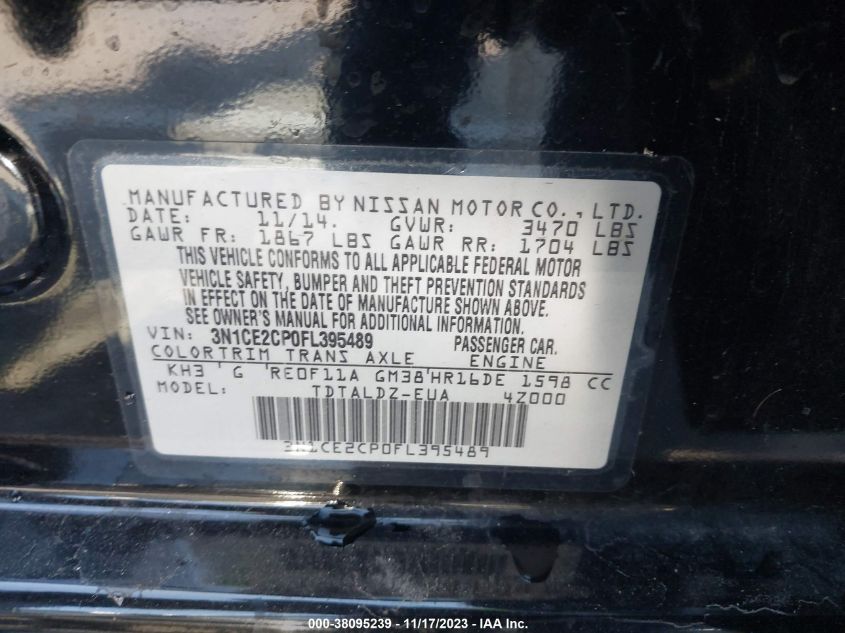 MANUFACTURED BY NISSAN MOTOR CO., LTD.
DATE: 11/14. GVWR: 3470 LBS
GAWR FR: 1867 LBS GAWR RR: 1704 LBS
THIS VEHICLE CONFORMS TO ALL APPLICABLE FEDERAL MOTOR
VEHICLE SAFETY, BUMPER AND THEFT PREVENTION STANDARDS
IN EFFECT ON THE DATE OF MANUFACTURE SHOWN ABOVE.
SEE OWNER'S MANUAL FOR ADDITIONAL INFORMATION.
VIN: 3N1CE2CP0FL395489 PASSENGER CAR.
COLOR TRIM TRANS AXLE ENGINE
KH3 G RE0F11A GM38 HR16DE 1598 CC
MODEL: TDTALDZ-EUA 4Z000
3N1CE2CP0FL395489
000-38095239 - 11/17/2023 - IAA Inc.